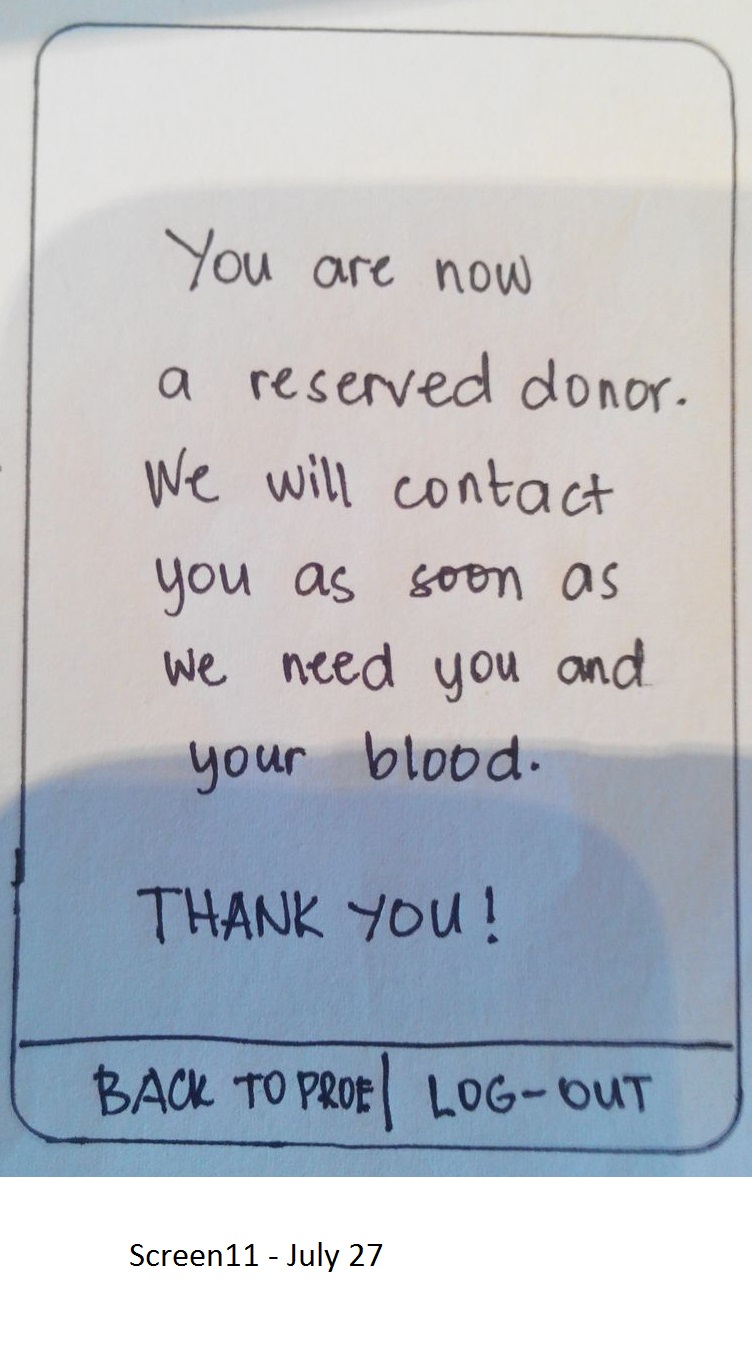 You are now
a reserved donor.
We will contact
you as soon as
we need you and
your blood.
THANK YOU!
BACK TO PROF | LOG-OUT
Screen11 - July 27